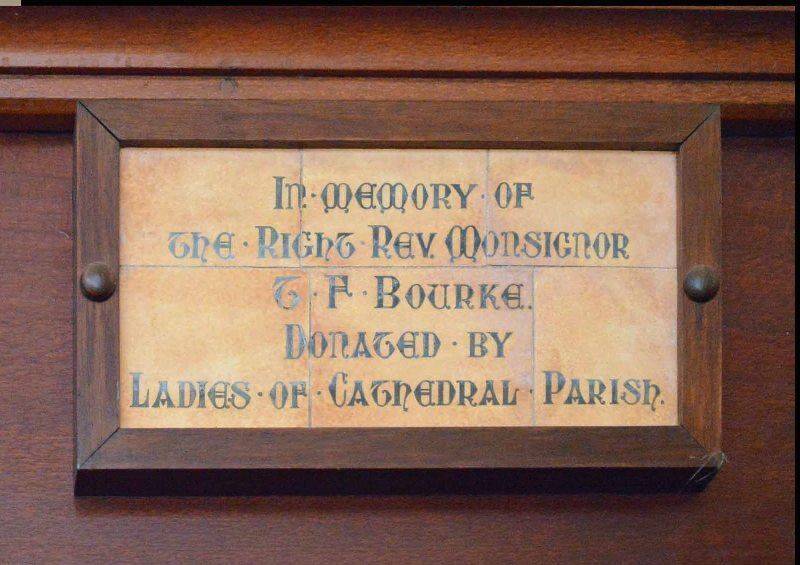 In·memory·of
the·Right·Rev. Monsignor
T·F·Bourke.
Donated·by
Ladies·of·Cathedral·Parish.